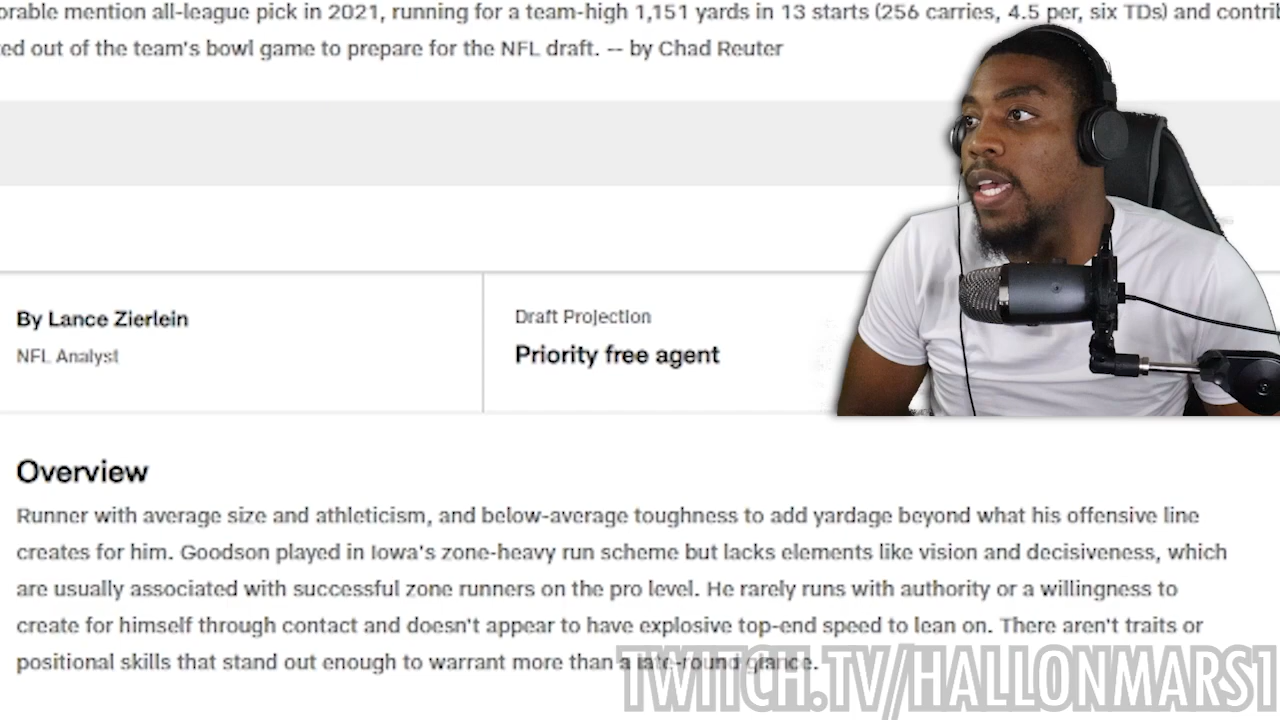 orable mention all-league pick in 2021, running for a team-high 1,151 yards in 13 starts (256 carries, 4.5 per, six TDs) and contrib
ed out of the team's bowl game to prepare for the NFL draft. -- by Chad Reuter
By Lance Zierlein
NFL Analyst
Draft Projection
Priority free agent
Overview
Runner with average size and athleticism, and below-average toughness to add yardage beyond what his offensive line
creates for him. Goodson played in Iowa's zone-heavy run scheme but lacks elements like vision and decisiveness, which
are usually associated with successful zone runners on the pro level. He rarely runs with authority or a willingness to
create for himself through contact and doesn't appear to have explosive top-end speed to lean on. There aren't traits or
positional skills that stand out enough to warrant more than a late-round glance.
TWITCH.TV/HALLONMARS1